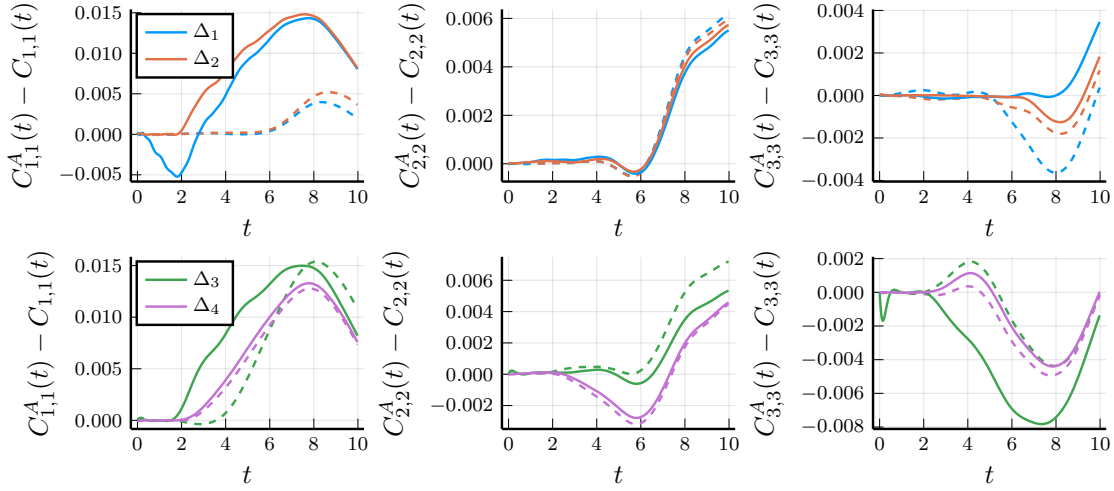 C^A_{1,1}(t) − C_{1,1}(t)
0.015
0.010
0.005
0.000
−0.005
Δ₁
Δ₂
0 2 4 6 8 10
t
C^A_{2,2}(t) − C_{2,2}(t)
0.006
0.004
0.002
0.000
0 2 4 6 8 10
t
C^A_{3,3}(t) − C_{3,3}(t)
0.004
0.002
0.000
−0.002
−0.004
0 2 4 6 8 10
t
C^A_{1,1}(t) − C_{1,1}(t)
0.015
0.010
0.005
0.000
Δ₃
Δ₄
0 2 4 6 8 10
t
C^A_{2,2}(t) − C_{2,2}(t)
0.006
0.004
0.002
0.000
−0.002
0 2 4 6 8 10
t
C^A_{3,3}(t) − C_{3,3}(t)
0.002
0.000
−0.002
−0.004
−0.006
−0.008
0 2 4 6 8 10
t